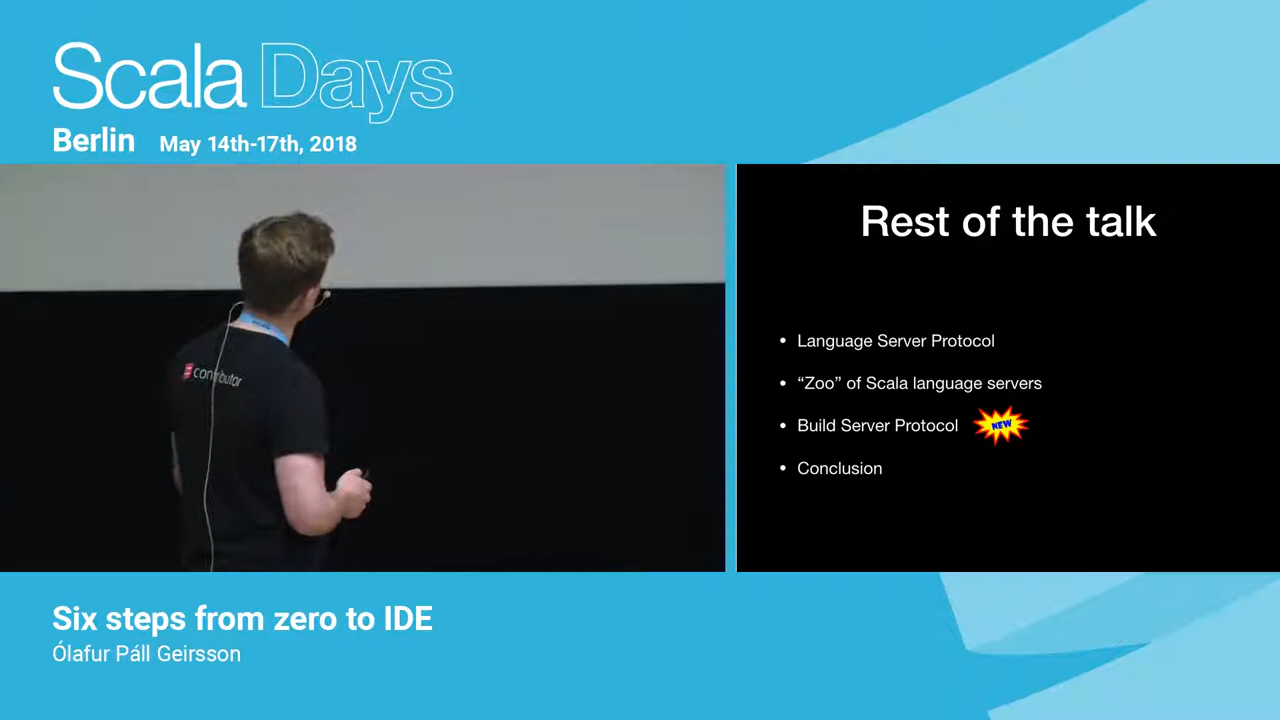 Scala Days
Berlin May 14th-17th, 2018
contributor
Rest of the talk
• Language Server Protocol
• “Zoo” of Scala language servers
• Build Server Protocol NEW
• Conclusion
Six steps from zero to IDE
Ólafur Páll Geirsson